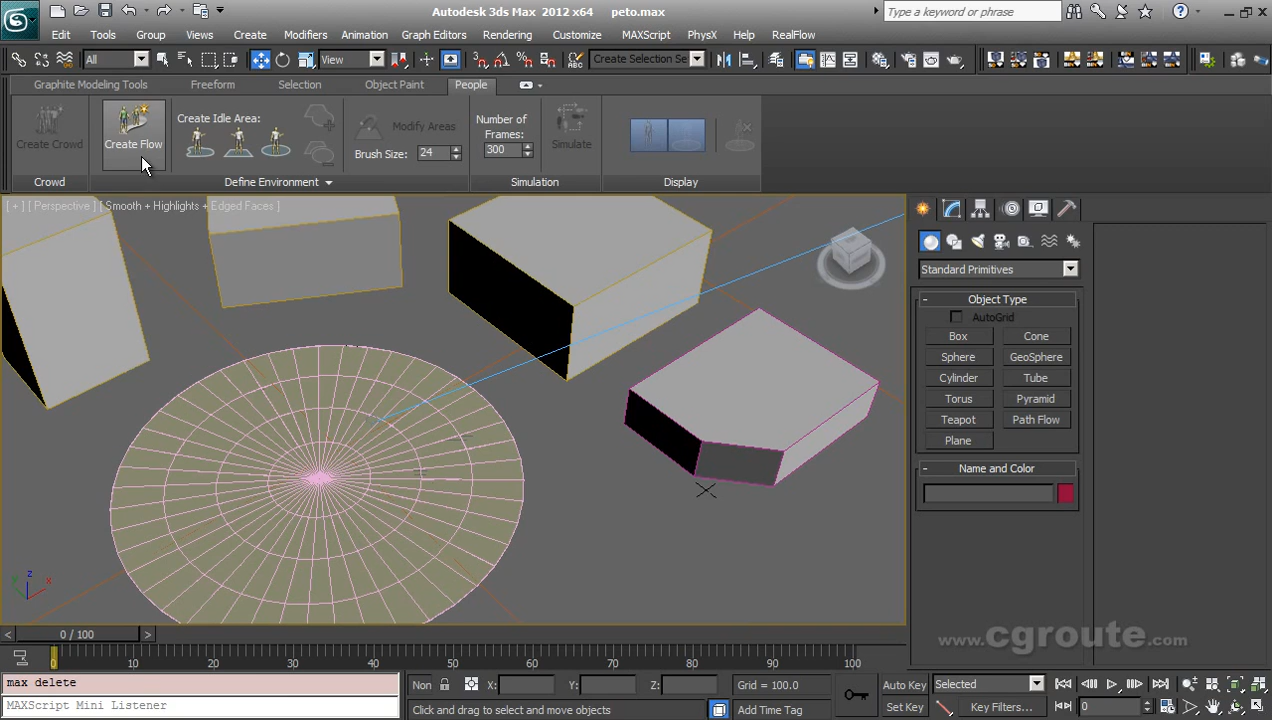 Autodesk 3ds Max 2012 x64 peto.max
Type a keyword or phrase
Edit Tools Group Views Create Modifiers Animation Graph Editors Rendering Customize MAXScript PhysX Help RealFlow
All View Create Selection Se
Graphite Modeling Tools Freeform Selection Object Paint People
Create Crowd
Create Flow
Create Idle Area:
Modify Areas
Brush Size: 24
Number of
Frames:
300
Simulate
Crowd Define Environment Simulation Display
[ + ] [ Perspective ] [ Smooth + Highlights + Edged Faces ]
Standard Primitives
- Object Type
AutoGrid
Box Cone
Sphere GeoSphere
Cylinder Tube
Torus Pyramid
Teapot Path Flow
Plane
- Name and Color
z
x
www.cgroute.com
< 0 / 100 >
0 10 20 30 40 50 60 70 80 90 100
max delete
MAXScript Mini Listener
Non X: Y: Z: Grid = 100.0
Click and drag to select and move objects
Add Time Tag
Auto Key Selected
Set Key Key Filters...
0